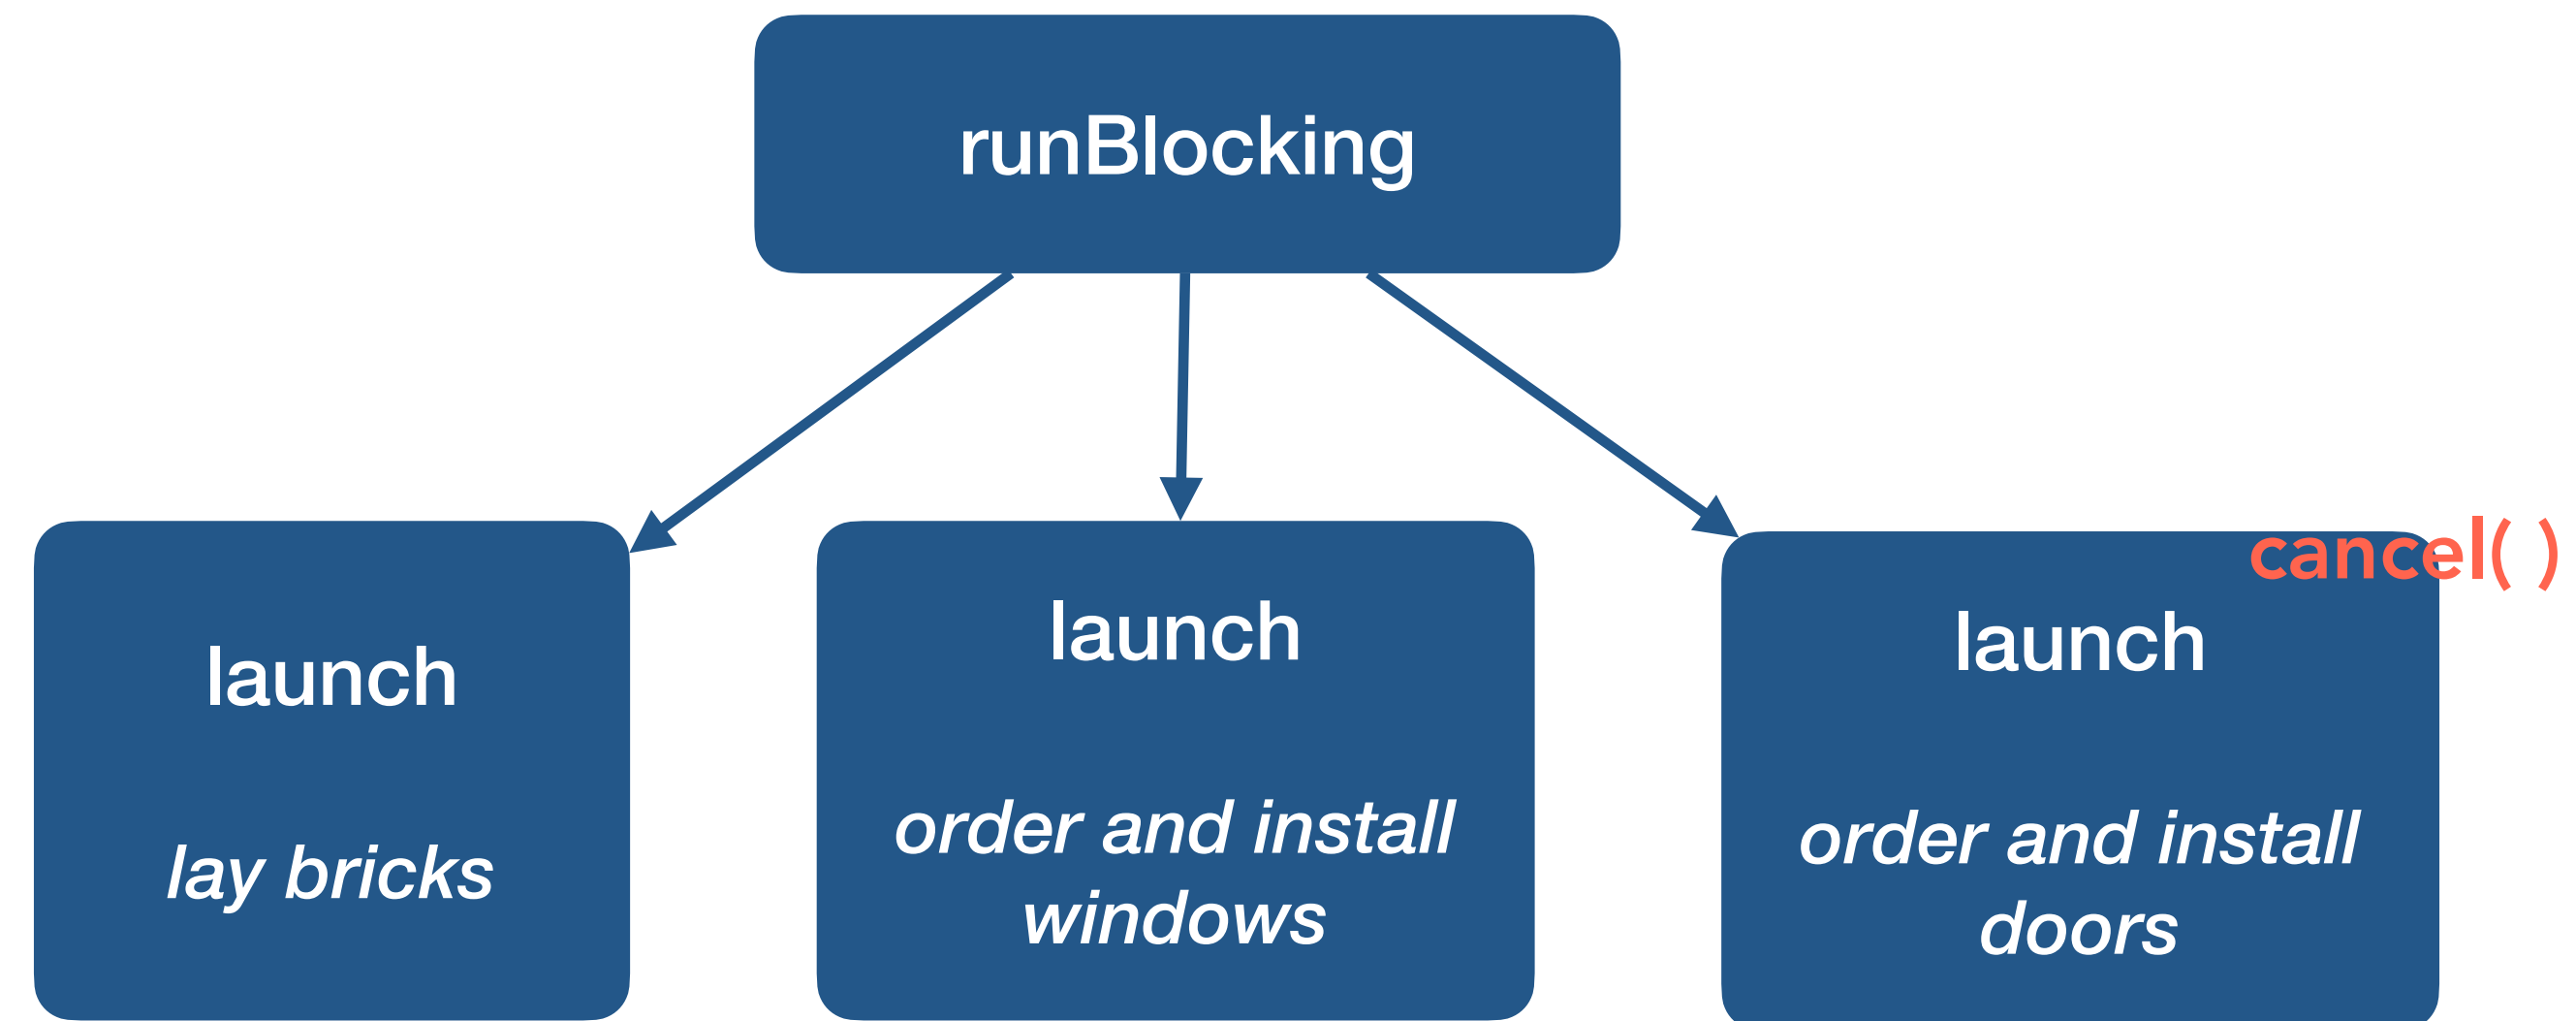 runBlocking
launch
lay bricks
launch
order and install
windows
cancel()
launch
order and install
doors